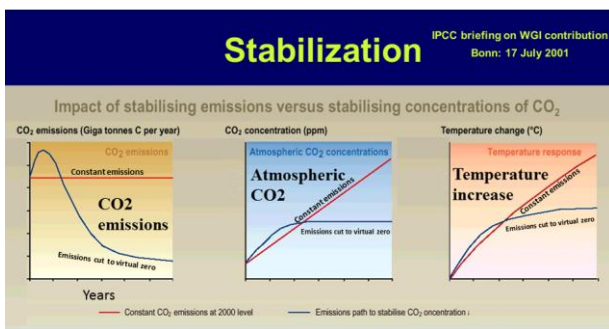 Stabilization
IPCC briefing on WGI contribution
Bonn: 17 July 2001
Impact of stabilising emissions versus stabilising concentrations of CO2
CO2 emissions (Giga tonnes C per year)
CO2 emissions
Constant emissions
CO2
emissions
Emissions cut to virtual zero
Years
CO2 concentration (ppm)
Atmospheric CO2 concentrations
Atmospheric
CO2
Constant emissions
Emissions cut to virtual zero
Temperature change (°C)
Temperature response
Temperature
increase
Constant emissions
Emissions cut to virtual zero
Constant CO2 emissions at 2000 level
Emissions path to stabilise CO2 oncentration